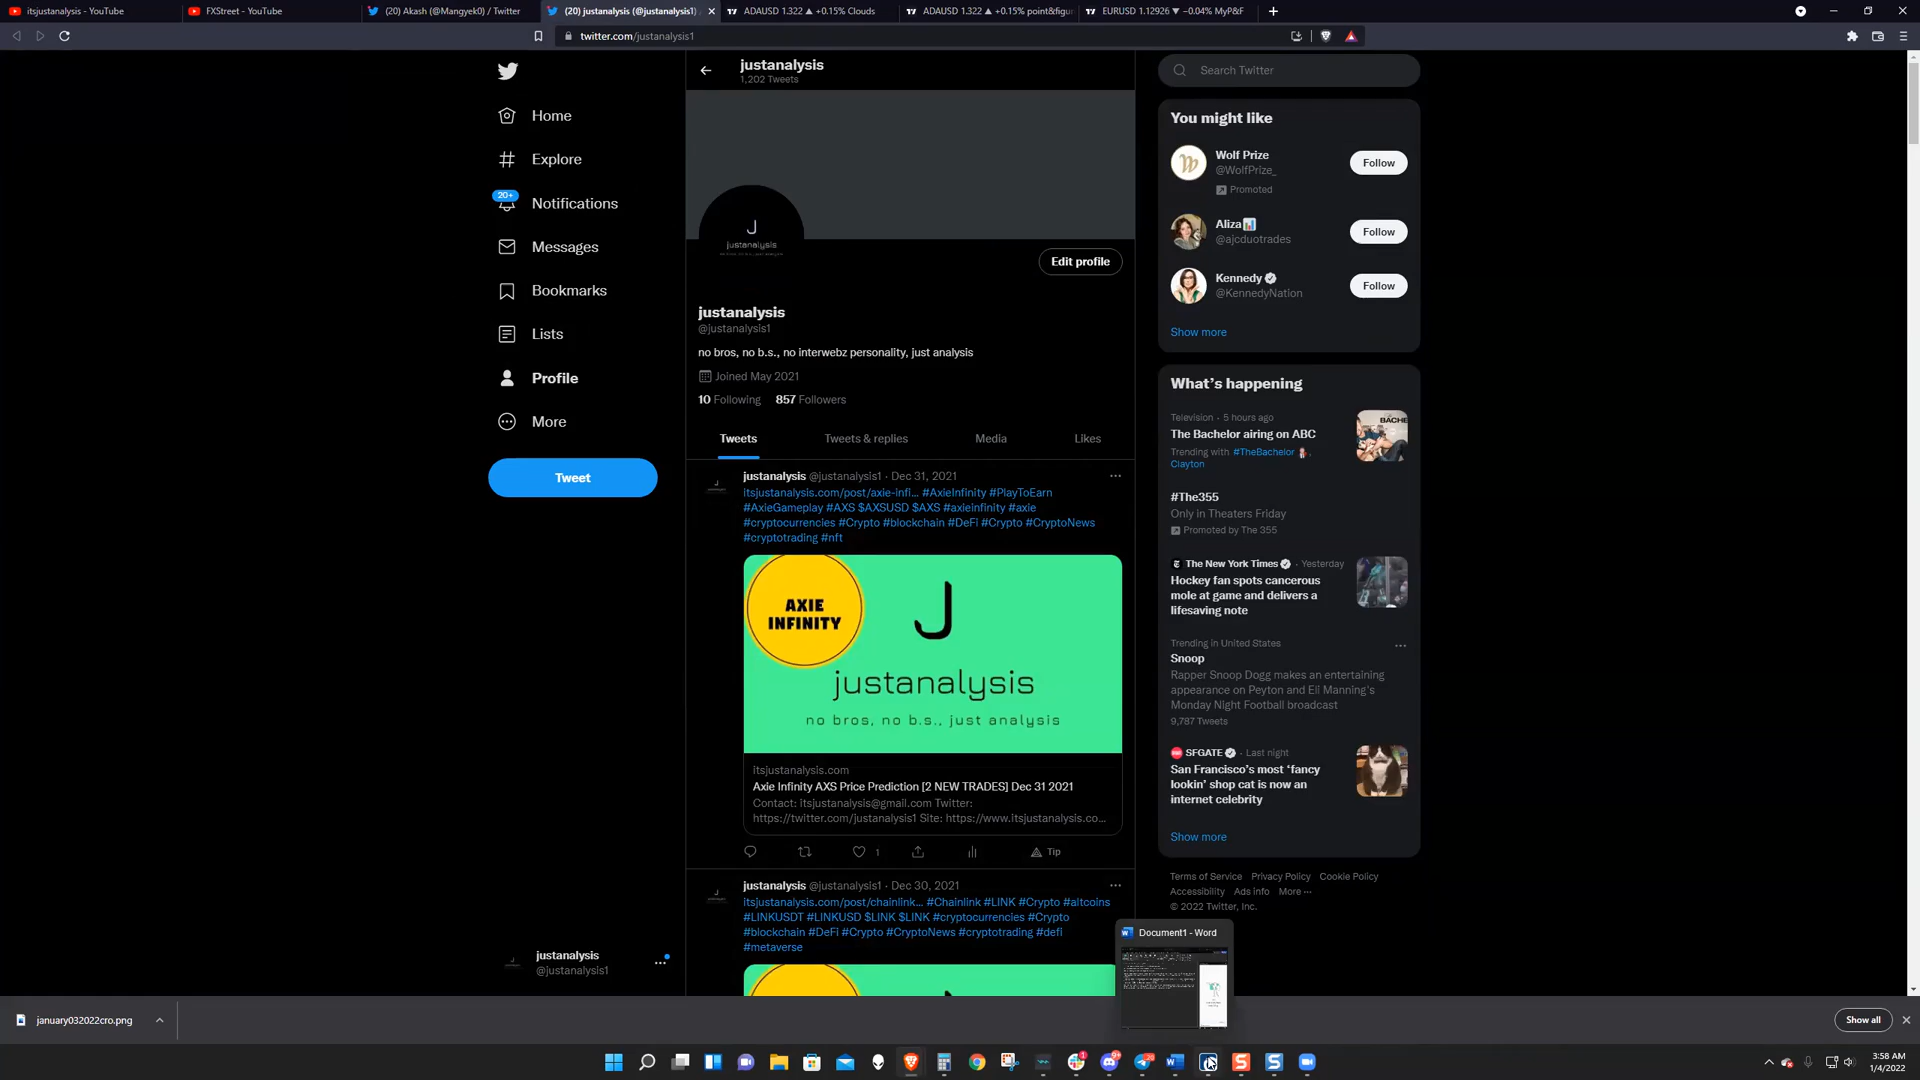 itsjustanalysis - YouTube
FXStreet - YouTube
(20) Akash (@Mangyek0) / Twitter
(20) justanalysis (@justanalysis1)
ADAUSD 1.322 ▲ +0.15% Clouds
ADAUSD 1.322 ▲ +0.15% point&figu
EURUSD 1.12926 ▼ −0.04% MyP&F
twitter.com/justanalysis1
Home
Explore
20+
Notifications
Messages
Bookmarks
Lists
Profile
More
Tweet
justanalysis
@justanalysis1
justanalysis
1,202 Tweets
J
justanalysis
Edit profile
justanalysis
@justanalysis1
no bros, no b.s., no interwebz personality, just analysis
Joined May 2021
10 Following 857 Followers
Tweets
Tweets & replies
Media
Likes
justanalysis @justanalysis1 · Dec 31, 2021
itsjustanalysis.com/post/axie-infi... #AxieInfinity #PlayToEarn
#AxieGameplay #AXS $AXSUSD $AXS #axieinfinity #axie
#cryptocurrencies #Crypto #blockchain #DeFi #Crypto #CryptoNews
#cryptotrading #nft
AXIE
INFINITY
J
justanalysis
no bros, no b.s., just analysis
itsjustanalysis.com
Axie Infinity AXS Price Prediction [2 NEW TRADES] Dec 31 2021
Contact: itsjustanalysis@gmail.com Twitter:
https://twitter.com/justanalysis1 Site: https://www.itsjustanalysis.co...
1
Tip
justanalysis @justanalysis1 · Dec 30, 2021
itsjustanalysis.com/post/chainlink... #Chainlink #LINK #Crypto #altcoins
#LINKUSDT #LINKUSD $LINK $LINK #cryptocurrencies #Crypto
#blockchain #DeFi #Crypto #CryptoNews #cryptotrading #defi
#metaverse
Search Twitter
You might like
Wolf Prize
@WolfPrize_
Promoted
Follow
Aliza
@ajcduotrades
Follow
Kennedy
@KennedyNation
Follow
Show more
What's happening
Television · 5 hours ago
The Bachelor airing on ABC
Trending with #TheBachelor ,
Clayton
BACHE
#The355
Only in Theaters Friday
Promoted by The 355
The New York Times · Yesterday
Hockey fan spots cancerous
mole at game and delivers a
lifesaving note
Trending in United States
Snoop
Rapper Snoop Dogg makes an entertaining
appearance on Peyton and Eli Manning's
Monday Night Football broadcast
9,787 Tweets
SFGATE · Last night
San Francisco's most 'fancy
lookin' shop cat is now an
internet celebrity
Show more
Terms of Service Privacy Policy Cookie Policy
Accessibility Ads info More ···
© 2022 Twitter, Inc.
Document1 - Word
january032022cro.png
Show all
3:58 AM
1/4/2022